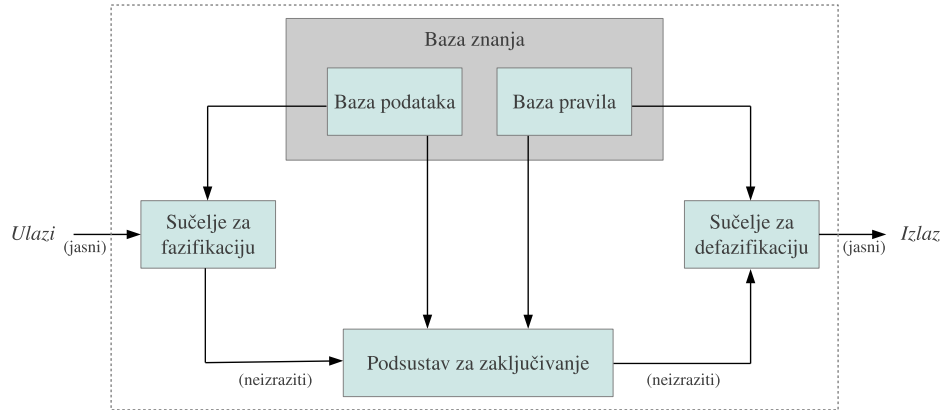 Baza znanja
Baza podataka
Baza pravila
Ulazi
(jasni)
Sučelje za
fazifikaciju
Sučelje za
defazifikaciju
(jasni)
Izlaz
Podsustav za zaključivanje
(neizraziti)
(neizraziti)